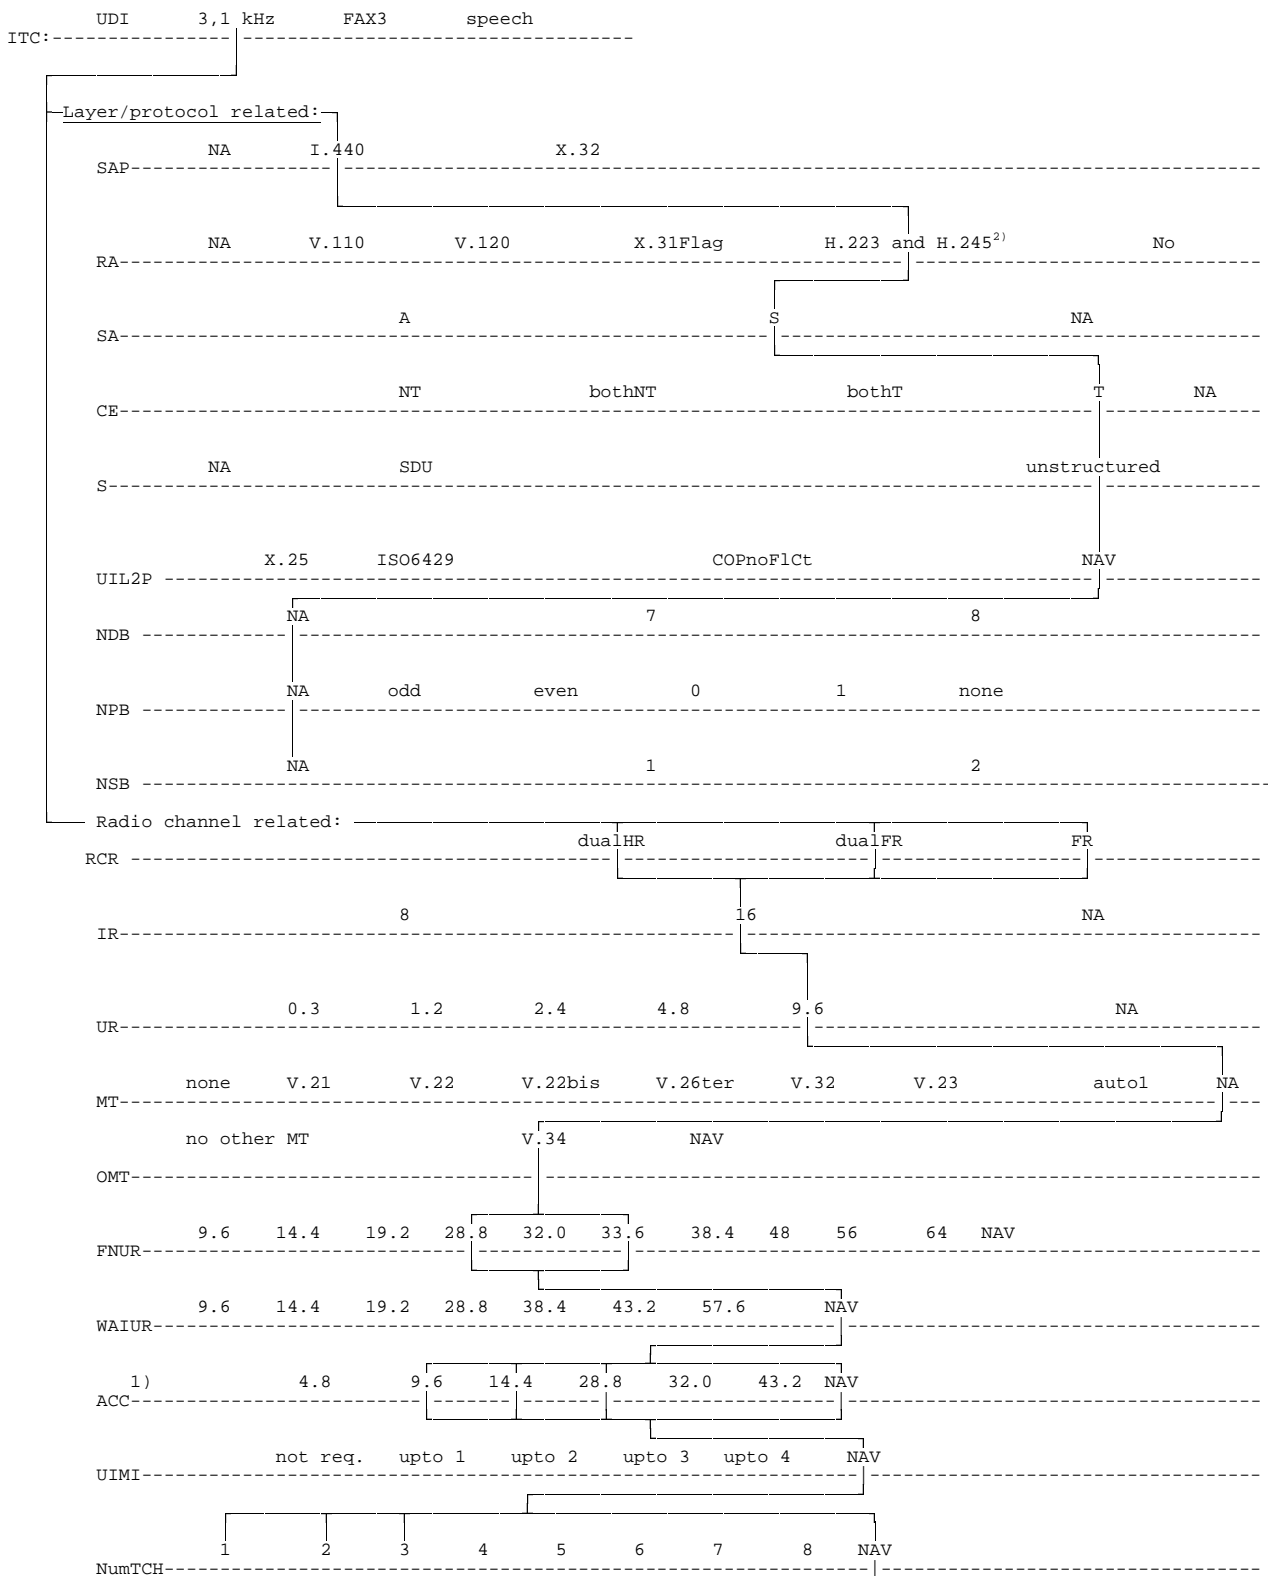 UDI 3,1 kHz FAX3 speech
ITC:
Layer/protocol related:
NA I.440 X.32
SAP
NA V.110 V.120 X.31Flag H.223 and H.245²⁾ No
RA
A S NA
SA
NT bothNT bothT T NA
CE
NA SDU unstructured
S
X.25 ISO6429 COPnoFlCt NAV
UIL2P
NA 7 8
NDB
NA odd even 0 1 none
NPB
NA 1 2
NSB
Radio channel related:
dualHR dualFR FR
RCR
8 16 NA
IR
0.3 1.2 2.4 4.8 9.6 NA
UR
none V.21 V.22 V.22bis V.26ter V.32 V.23 auto1 NA
MT
no other MT V.34 NAV
OMT
9.6 14.4 19.2 28.8 32.0 33.6 38.4 48 56 64 NAV
FNUR
9.6 14.4 19.2 28.8 38.4 43.2 57.6 NAV
WAIUR
1) 4.8 9.6 14.4 28.8 32.0 43.2 NAV
ACC
not req. upto 1 upto 2 upto 3 upto 4 NAV
UIMI
1 2 3 4 5 6 7 8 NAV
NumTCH